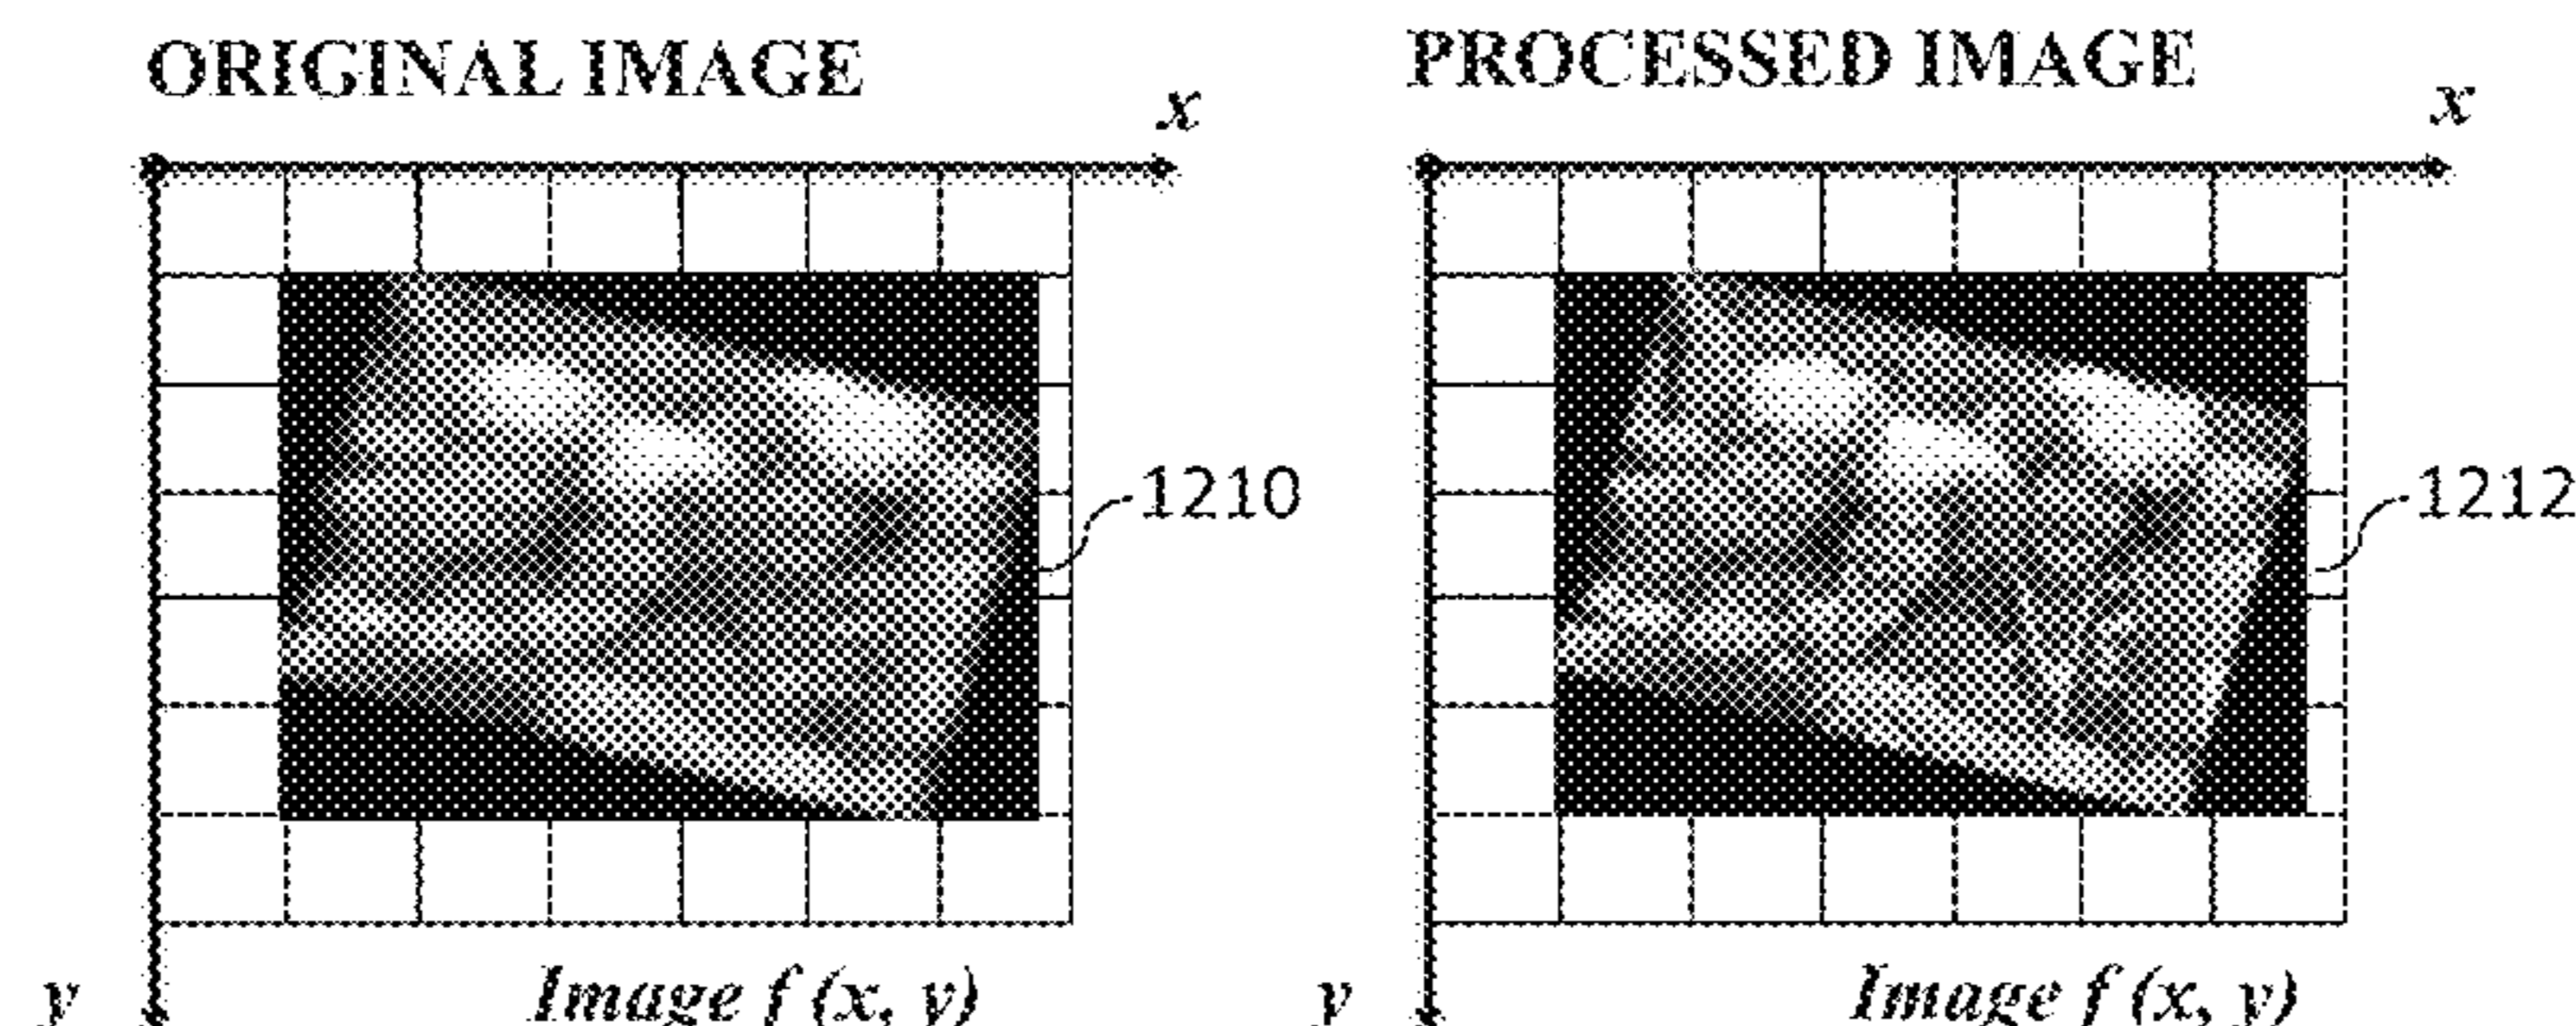 ORIGINAL IMAGE
x
1210
y
Image f (x, y)
PROCESSED IMAGE
x
1212
y
Image f (x, y)